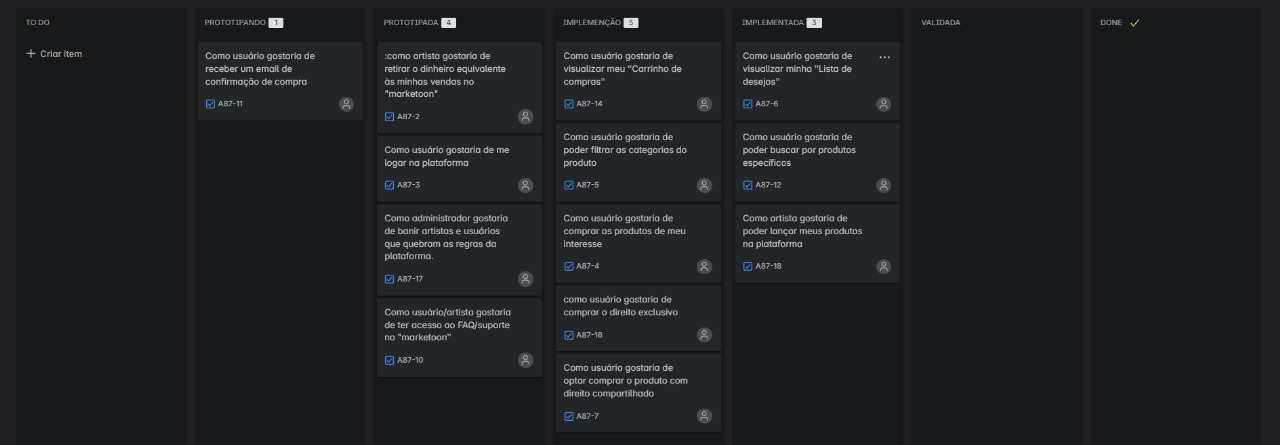 TO DO
+ Criar item
PROTOTIPANDO 1
Como usuário gostaria de
receber um email de
confirmação de compra
A87-11
PROTOTIPADA 4
:como artista gostaria de
retirar o dinheiro equivalente
às minhas vendas no
"marketoon"
A87-2
Como usuário gostaria de me
logar na plataforma
A87-3
Como administrador gostaria
de banir artistas e usuários
que quebram as regras da
plataforma.
A87-17
Como usuário/artista gostaria
de ter acesso ao FAQ/suporte
no "marketoon"
A87-10
IMPLEMENÇÃO 5
Como usuário gostaria de
visualizar meu "Carrinho de
compras"
A87-14
Como usuário gostaria de
poder filtrar as categorias do
produto
A87-5
Como usuário gostaria de
comprar os produtos de meu
interesse
A87-4
como usuário gostaria de
comprar o direito exclusivo
A87-16
Como usuário gostaria de
optar comprar o produto com
direito compartilhado
A87-7
IMPLEMENTADA 3
Como usuário gostaria de
visualizar minha "Lista de
desejos"
A87-6
Como usuário gostaria de
poder buscar por produtos
específicos
A87-12
Como artista gostaria de
poder lançar meus produtos
na plataforma
A87-18
VALIDADA
DONE